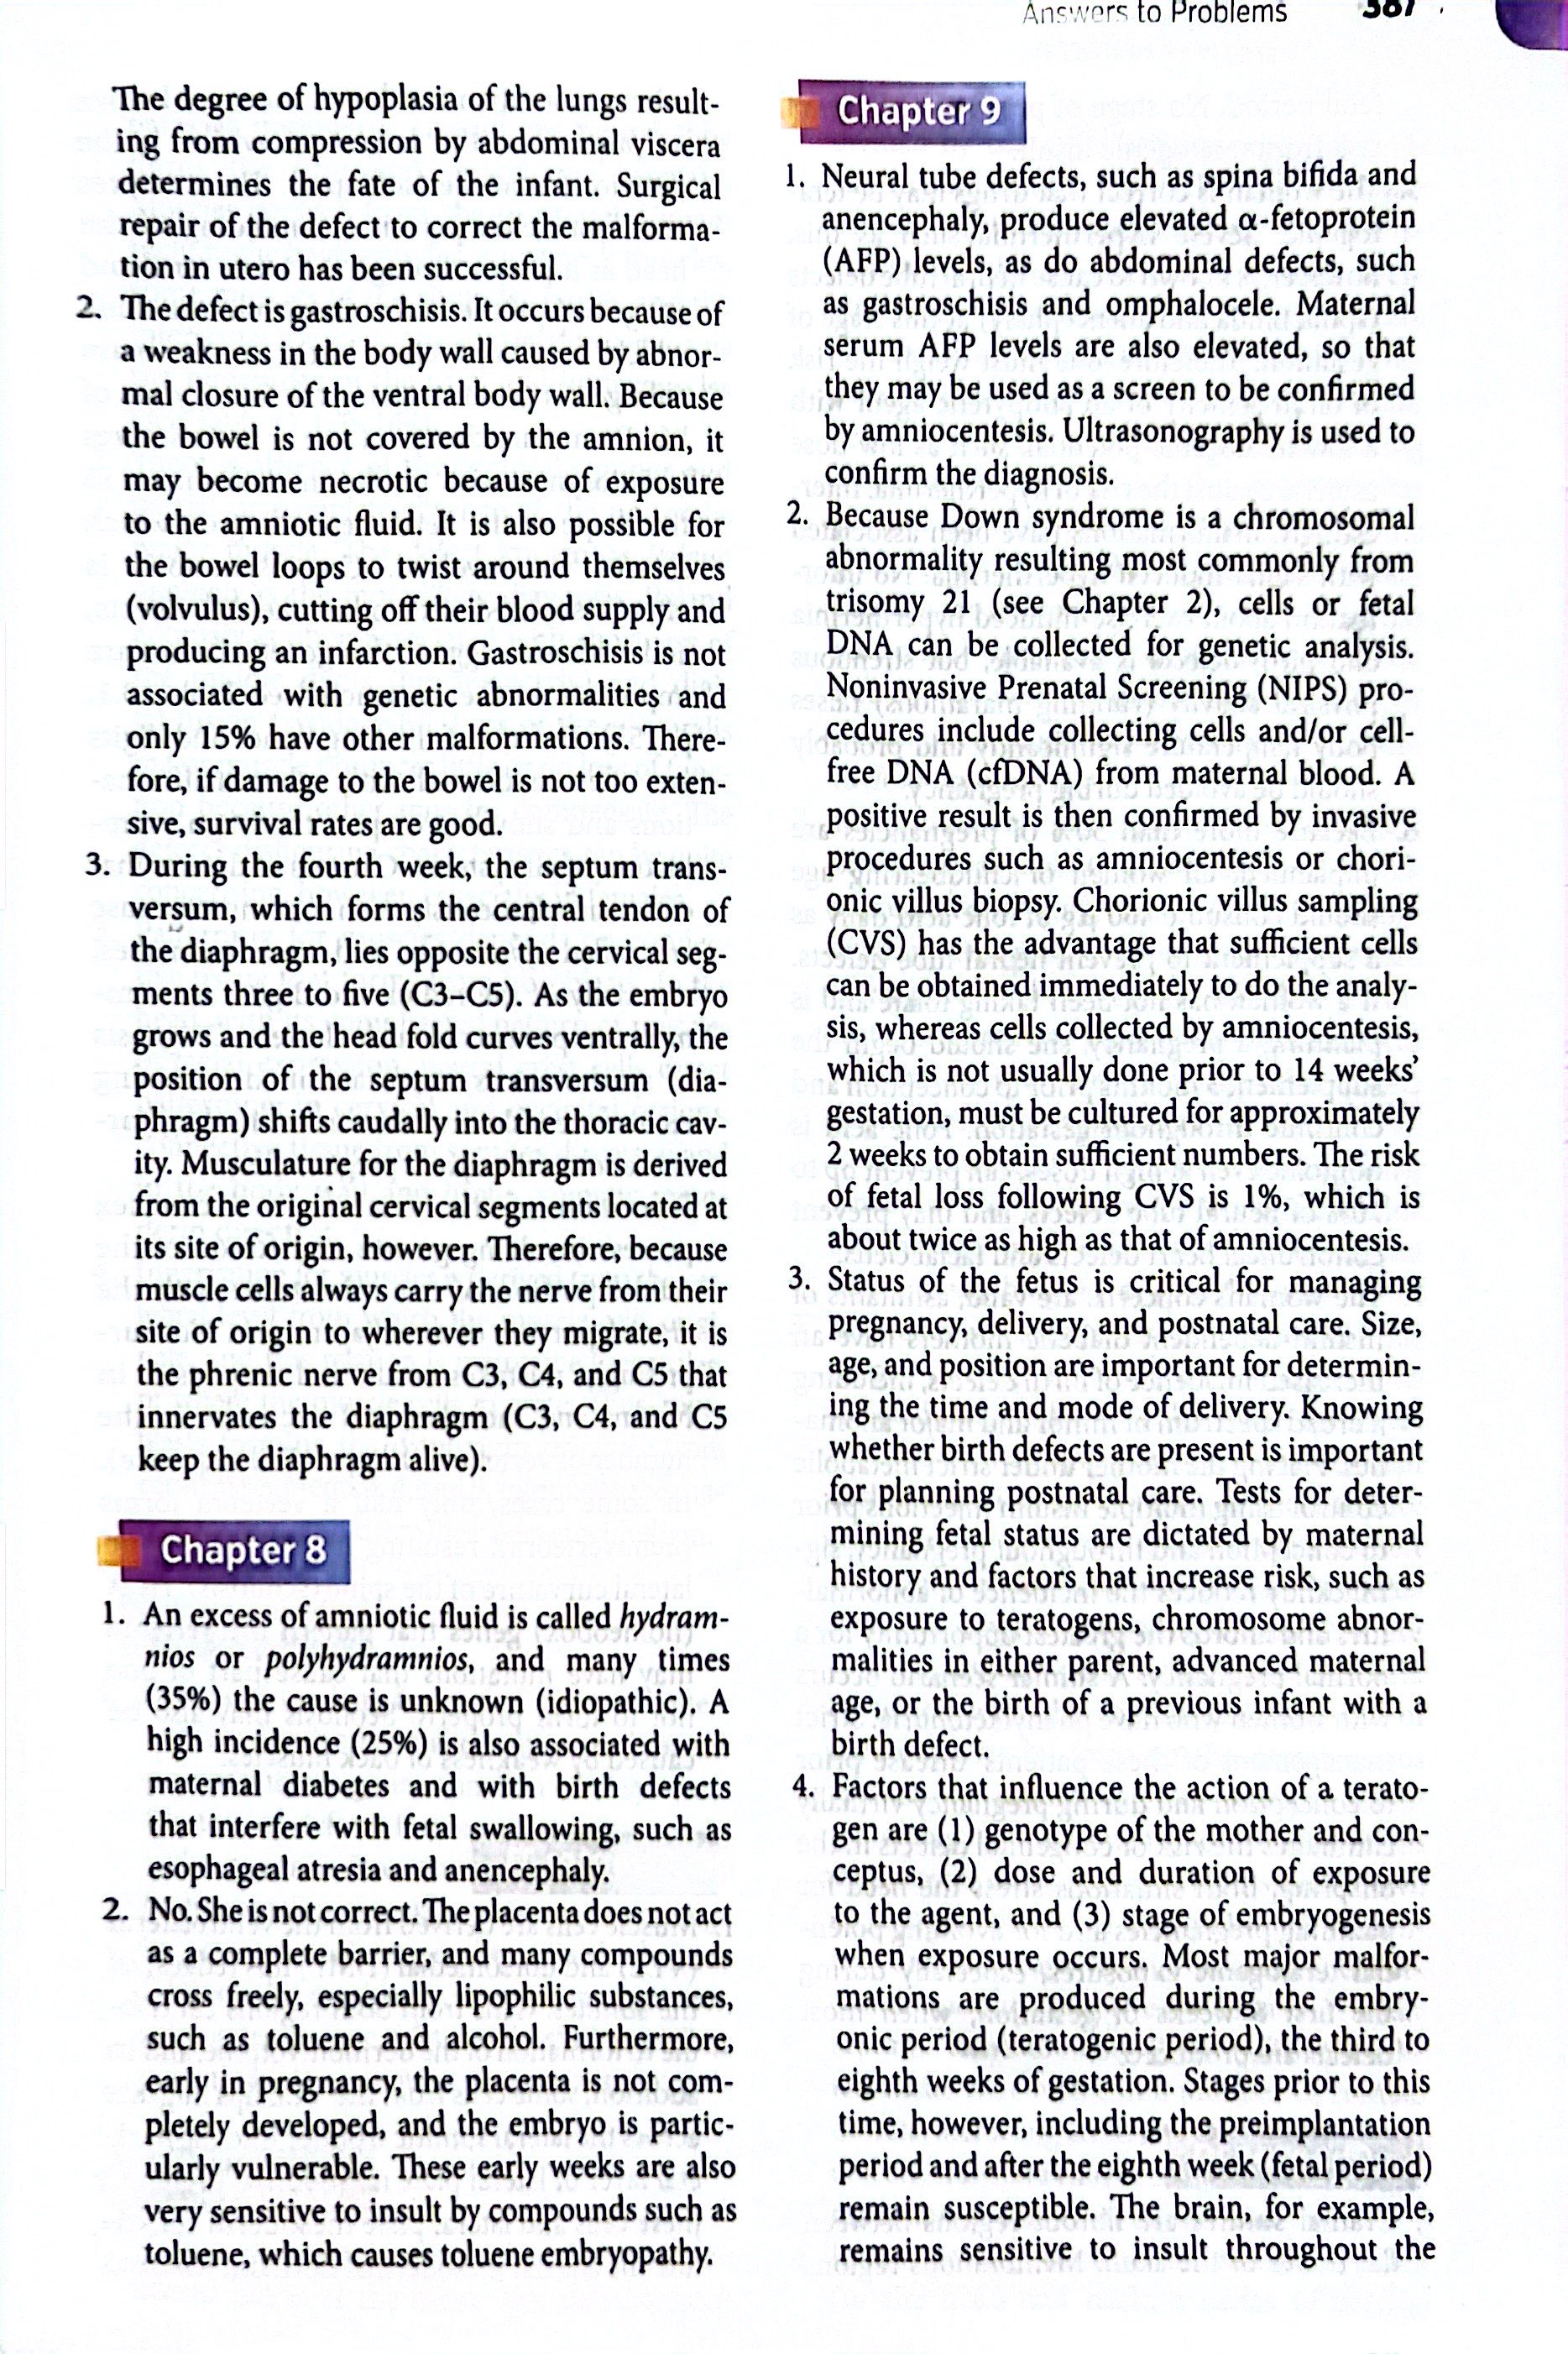 Answers to Problems
The degree of hypoplasia of the lungs result-
ing from compression by abdominal viscera
determines the fate of the infant. Surgical
repair of the defect to correct the malforma-
tion in utero has been successful.
2. The defect is gastroschisis. It occurs because of
a weakness in the body wall caused by abnor-
mal closure of the ventral body wall. Because
the bowel is not covered by the amnion, it
may become necrotic because of exposure
to the amniotic fluid. It is also possible for
the bowel loops to twist around themselves
(volvulus), cutting off their blood supply and
producing an infarction. Gastroschisis is not
associated with genetic abnormalities and
only 15% have other malformations. There-
fore, if damage to the bowel is not too exten-
sive, survival rates are good.
3. During the fourth week, the septum trans-
versum, which forms the central tendon of
the diaphragm, lies opposite the cervical seg-
ments three to five (C3–C5). As the embryo
grows and the head fold curves ventrally, the
position of the septum transversum (dia-
phragm) shifts caudally into the thoracic cav-
ity. Musculature for the diaphragm is derived
from the original cervical segments located at
its site of origin, however. Therefore, because
muscle cells always carry the nerve from their
site of origin to wherever they migrate, it is
the phrenic nerve from C3, C4, and C5 that
innervates the diaphragm (C3, C4, and C5
keep the diaphragm alive).
Chapter 8
1. An excess of amniotic fluid is called hydram-
nios or polyhydramnios, and many times
(35%) the cause is unknown (idiopathic). A
high incidence (25%) is also associated with
maternal diabetes and with birth defects
that interfere with fetal swallowing, such as
esophageal atresia and anencephaly.
2. No. She is not correct. The placenta does not act
as a complete barrier, and many compounds
cross freely, especially lipophilic substances,
such as toluene and alcohol. Furthermore,
early in pregnancy, the placenta is not com-
pletely developed, and the embryo is partic-
ularly vulnerable. These early weeks are also
very sensitive to insult by compounds such as
toluene, which causes toluene embryopathy.
Chapter 9
1. Neural tube defects, such as spina bifida and
anencephaly, produce elevated α-fetoprotein
(AFP) levels, as do abdominal defects, such
as gastroschisis and omphalocele. Maternal
serum AFP levels are also elevated, so that
they may be used as a screen to be confirmed
by amniocentesis. Ultrasonography is used to
confirm the diagnosis.
2. Because Down syndrome is a chromosomal
abnormality resulting most commonly from
trisomy 21 (see Chapter 2), cells or fetal
DNA can be collected for genetic analysis.
Noninvasive Prenatal Screening (NIPS) pro-
cedures include collecting cells and/or cell-
free DNA (cfDNA) from maternal blood. A
positive result is then confirmed by invasive
procedures such as amniocentesis or chori-
onic villus biopsy. Chorionic villus sampling
(CVS) has the advantage that sufficient cells
can be obtained immediately to do the analy-
sis, whereas cells collected by amniocentesis,
which is not usually done prior to 14 weeks'
gestation, must be cultured for approximately
2 weeks to obtain sufficient numbers. The risk
of fetal loss following CVS is 1%, which is
about twice as high as that of amniocentesis.
3. Status of the fetus is critical for managing
pregnancy, delivery, and postnatal care. Size,
age, and position are important for determin-
ing the time and mode of delivery. Knowing
whether birth defects are present is important
for planning postnatal care. Tests for deter-
mining fetal status are dictated by maternal
history and factors that increase risk, such as
exposure to teratogens, chromosome abnor-
malities in either parent, advanced maternal
age, or the birth of a previous infant with a
birth defect.
4. Factors that influence the action of a terato-
gen are (1) genotype of the mother and con-
ceptus, (2) dose and duration of exposure
to the agent, and (3) stage of embryogenesis
when exposure occurs. Most major malfor-
mations are produced during the embry-
onic period (teratogenic period), the third to
eighth weeks of gestation. Stages prior to this
time, however, including the preimplantation
period and after the eighth week (fetal period)
remain susceptible. The brain, for example,
remains sensitive to insult throughout the